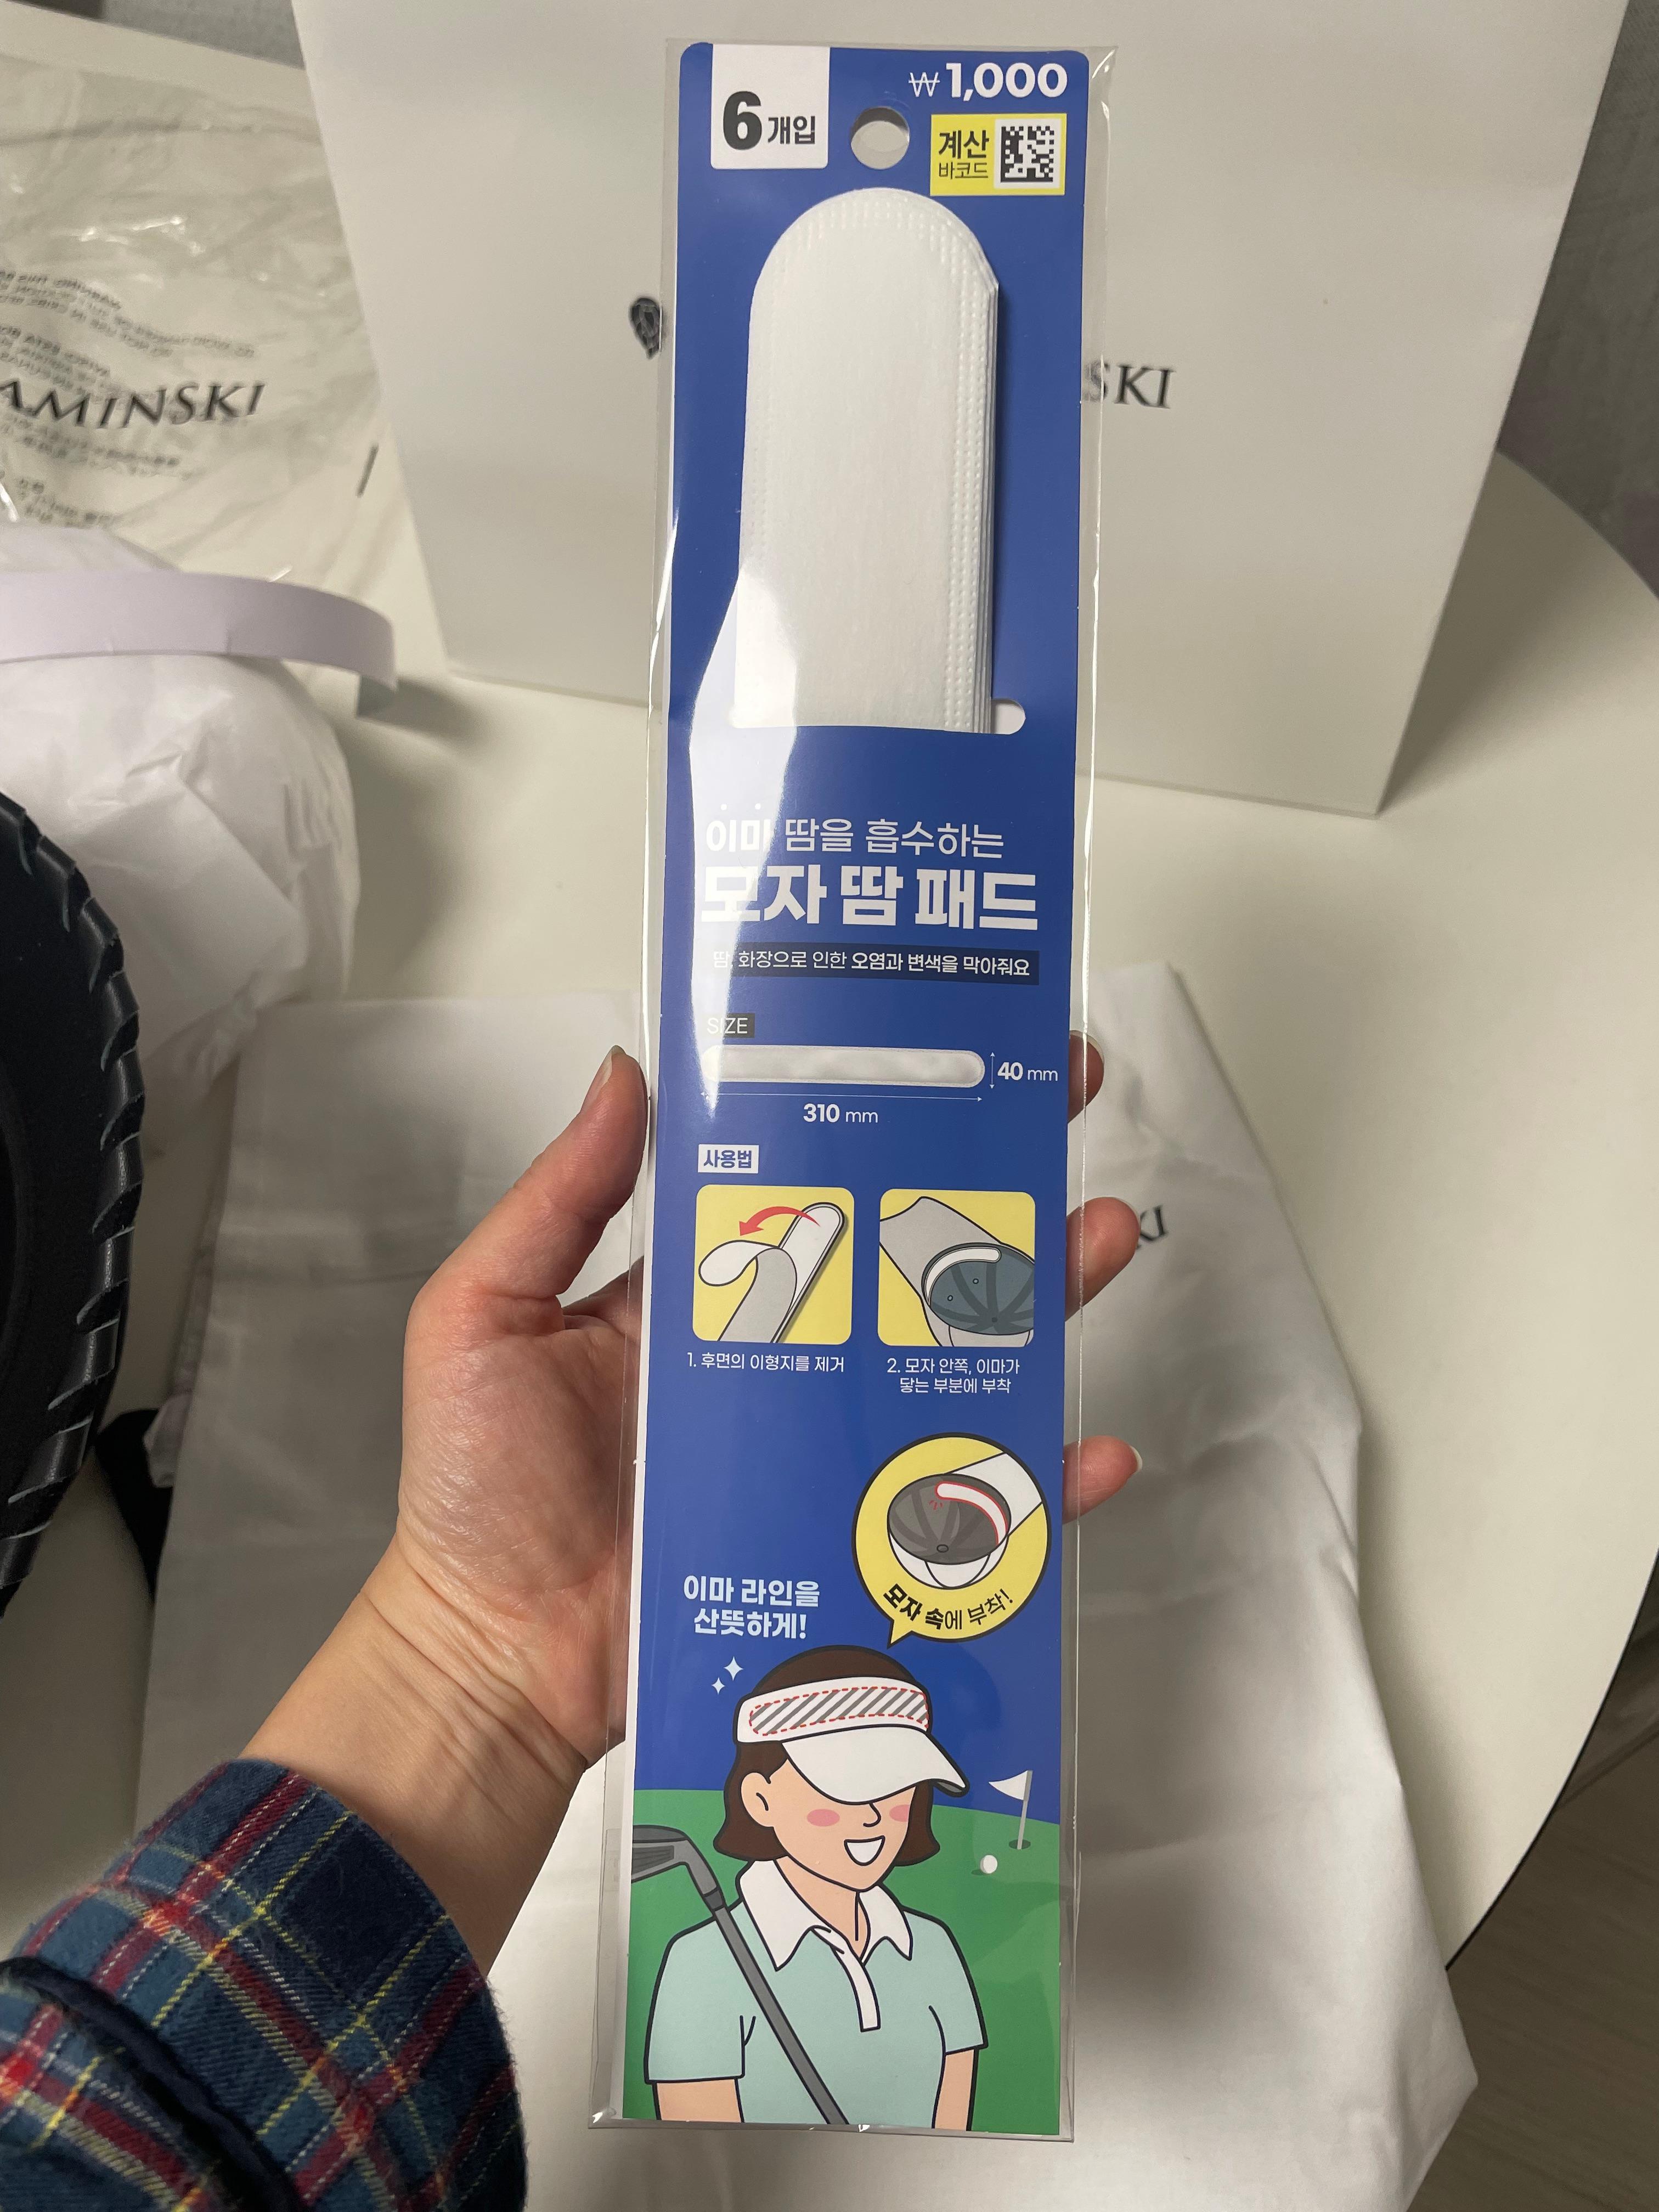 6개입
₩1,000
계산
바코드
AMINSKI
SKI
이마 땀을 흡수하는
모자 땀 패드
땀, 화장으로 인한 오염과 변색을 막아줘요
SIZE
40 mm
310 mm
사용법
1. 후면의 이형지를 제거
2. 모자 안쪽, 이마가
닿는 부분에 부착
KI
모자 속에 부착!
이마 라인을
산뜻하게!